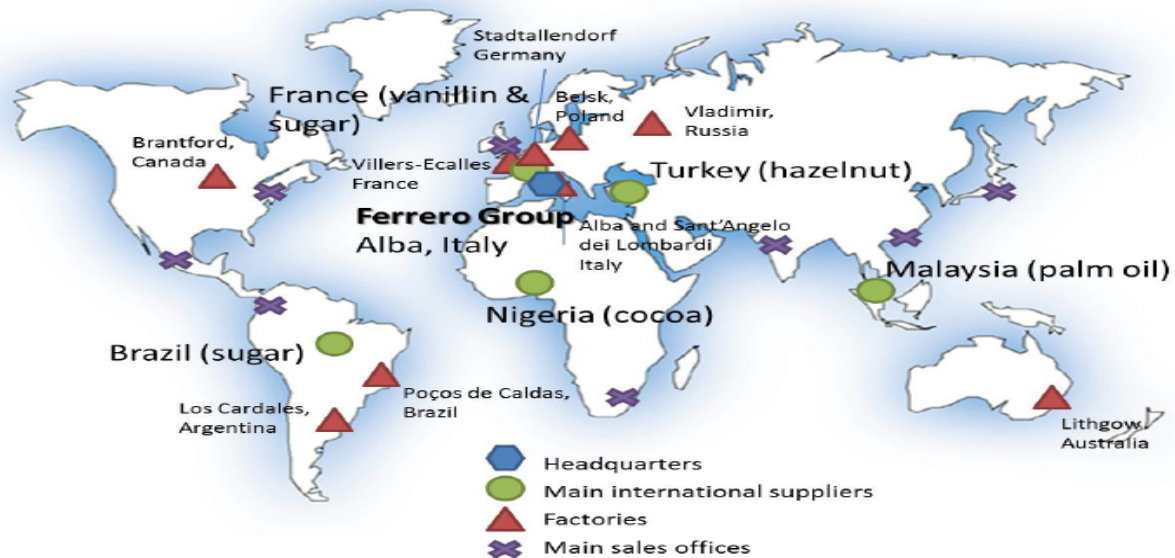 Stadtallendorf
Germany
France (vanillin &
sugar)
Belsk,
Poland
Vladimir,
Russia
Brantford,
Canada
Villers-Ecalles
France
Turkey (hazelnut)
Ferrero Group
Alba, Italy
Alba and Sant'Angelo
dei Lombardi
Italy
Malaysia (palm oil)
Nigeria (cocoa)
Brazil (sugar)
Poços de Caldas,
Brazil
Los Cardales,
Argentina
Lithgow,
Australia
Headquarters
Main international suppliers
Factories
Main sales offices